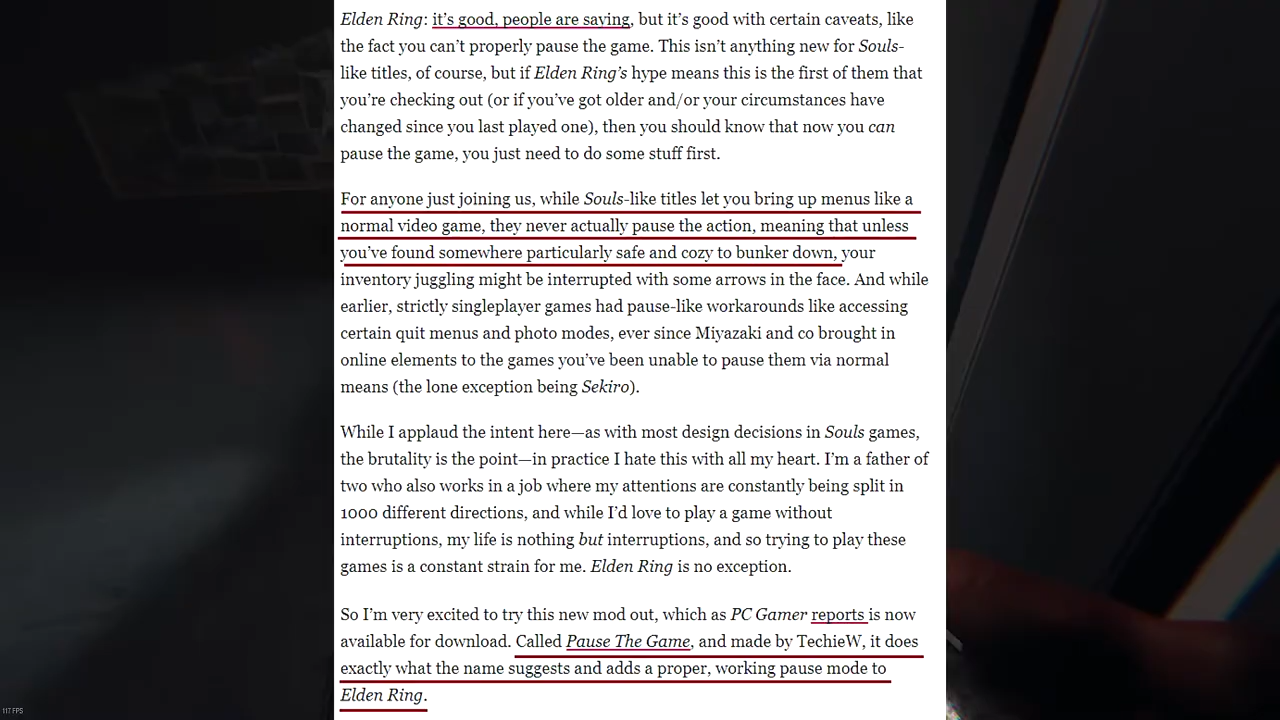 Elden Ring: it’s good, people are saying, but it’s good with certain caveats, like
the fact you can’t properly pause the game. This isn’t anything new for Souls-
like titles, of course, but if Elden Ring’s hype means this is the first of them that
you’re checking out (or if you’ve got older and/or your circumstances have
changed since you last played one), then you should know that now you can
pause the game, you just need to do some stuff first.
For anyone just joining us, while Souls-like titles let you bring up menus like a
normal video game, they never actually pause the action, meaning that unless
you’ve found somewhere particularly safe and cozy to bunker down, your
inventory juggling might be interrupted with some arrows in the face. And while
earlier, strictly singleplayer games had pause-like workarounds like accessing
certain quit menus and photo modes, ever since Miyazaki and co brought in
online elements to the games you’ve been unable to pause them via normal
means (the lone exception being Sekiro).
While I applaud the intent here—as with most design decisions in Souls games,
the brutality is the point—in practice I hate this with all my heart. I’m a father of
two who also works in a job where my attentions are constantly being split in
1000 different directions, and while I’d love to play a game without
interruptions, my life is nothing but interruptions, and so trying to play these
games is a constant strain for me. Elden Ring is no exception.
So I’m very excited to try this new mod out, which as PC Gamer reports is now
available for download. Called Pause The Game, and made by TechieW, it does
exactly what the name suggests and adds a proper, working pause mode to
Elden Ring.
117 FPS